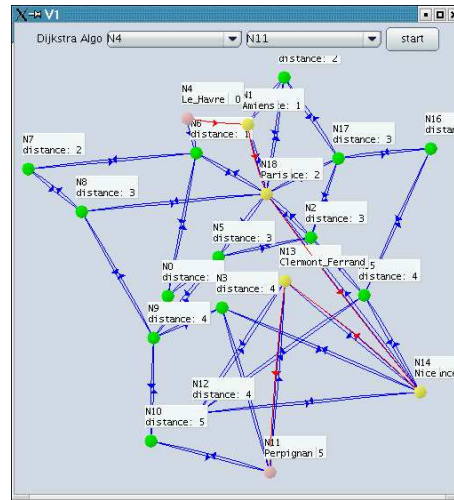 V1
Dijkstra Algo N4 N11 start
distance: 2
N4
Le_Havre 0
N1
Amiens 1
N16
N7
distance: 2
N6
distance: 1
N17
distance: 3
N8
distance: 3
N18
Paris 2
N5
distance: 3
N2
distance: 3
N13
Clermont_Ferrand
N0
N3
distance: 4
distance: 4
N9
distance: 4
N14
Nice
N12
distance: 4
N10
distance: 5
N11
Perpignan 5